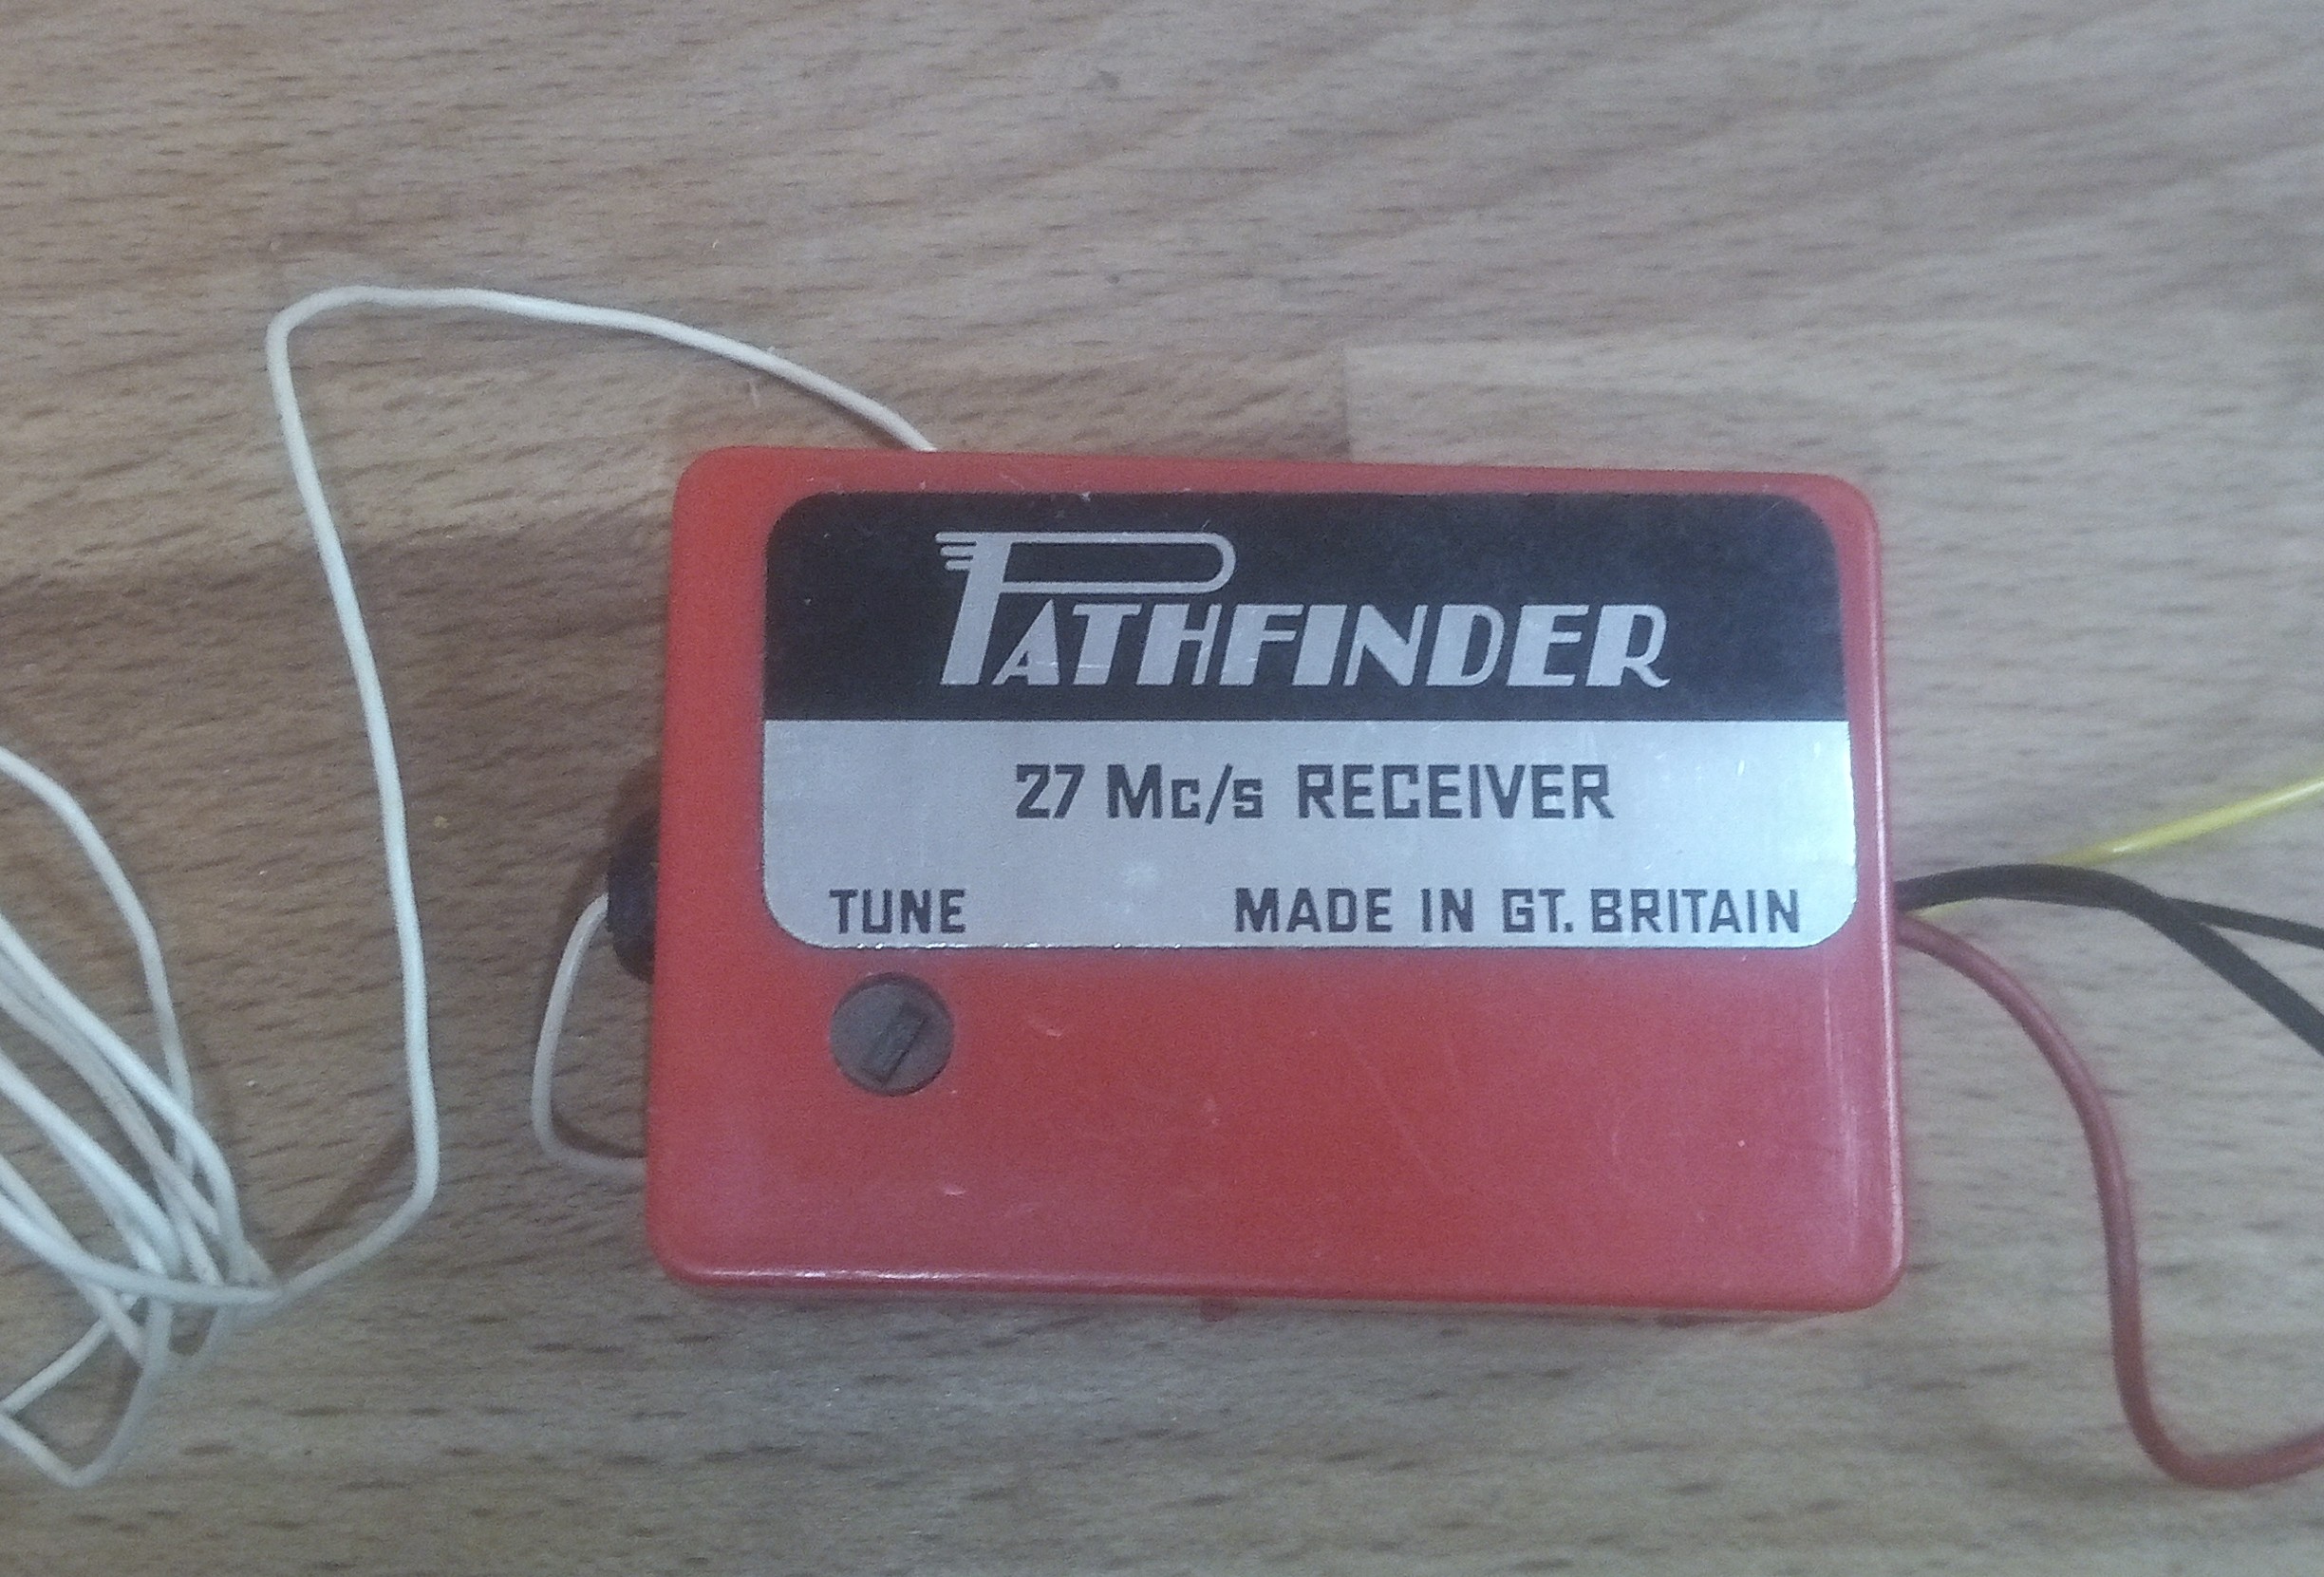 PATHFINDER
27 Mc/s RECEIVER
TUNE MADE IN GT. BRITAIN